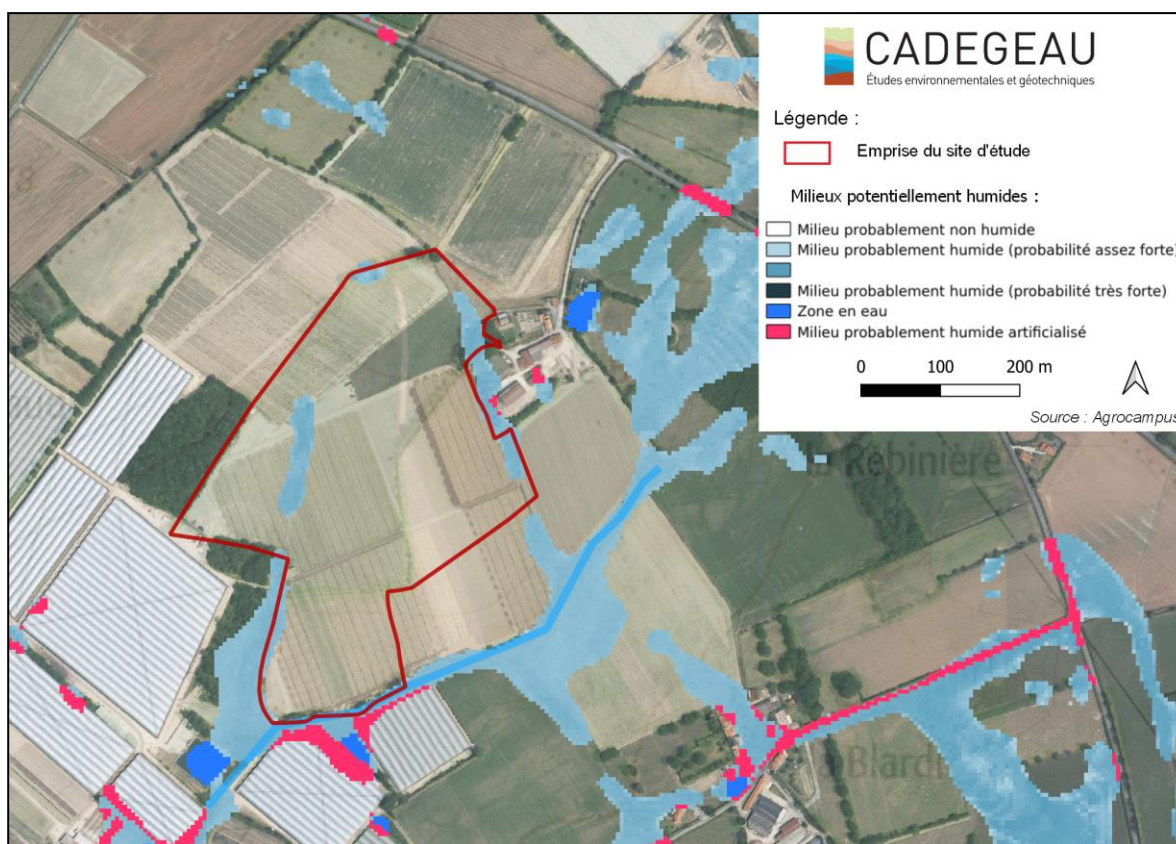 CADEGEAU
Études environnementales et géotechniques
Légende :
Emprise du site d'étude
Milieux potentiellement humides :
Milieu probablement non humide
Milieu probablement humide (probabilité assez forte)
Milieu probablement humide (probabilité très forte)
Zone en eau
Milieu probablement humide artificialisé
0 100 200 m
Source : Agrocampus
la Rebinière